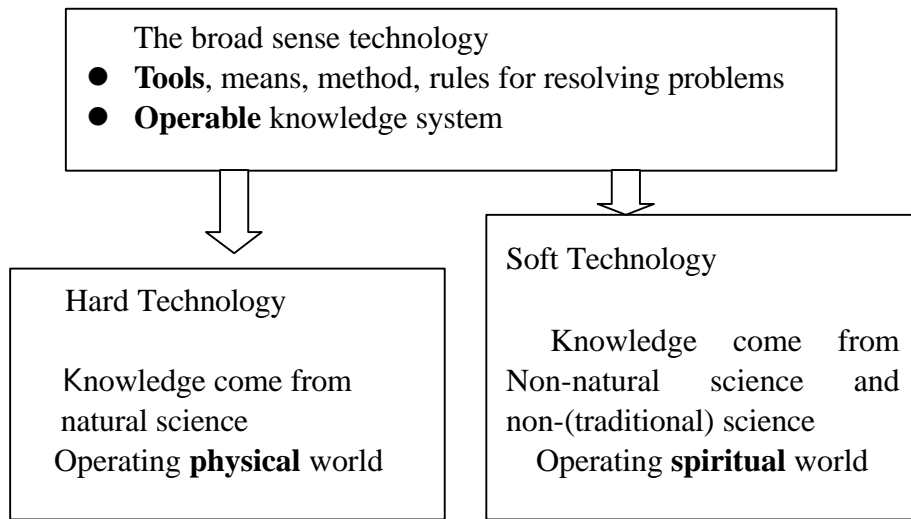 The broad sense technology
● Tools, means, method, rules for resolving problems
● Operable knowledge system
Hard Technology
Knowledge come from
natural science
Operating physical world
Soft Technology
Knowledge come from
Non-natural science and
non-(traditional) science
Operating spiritual world